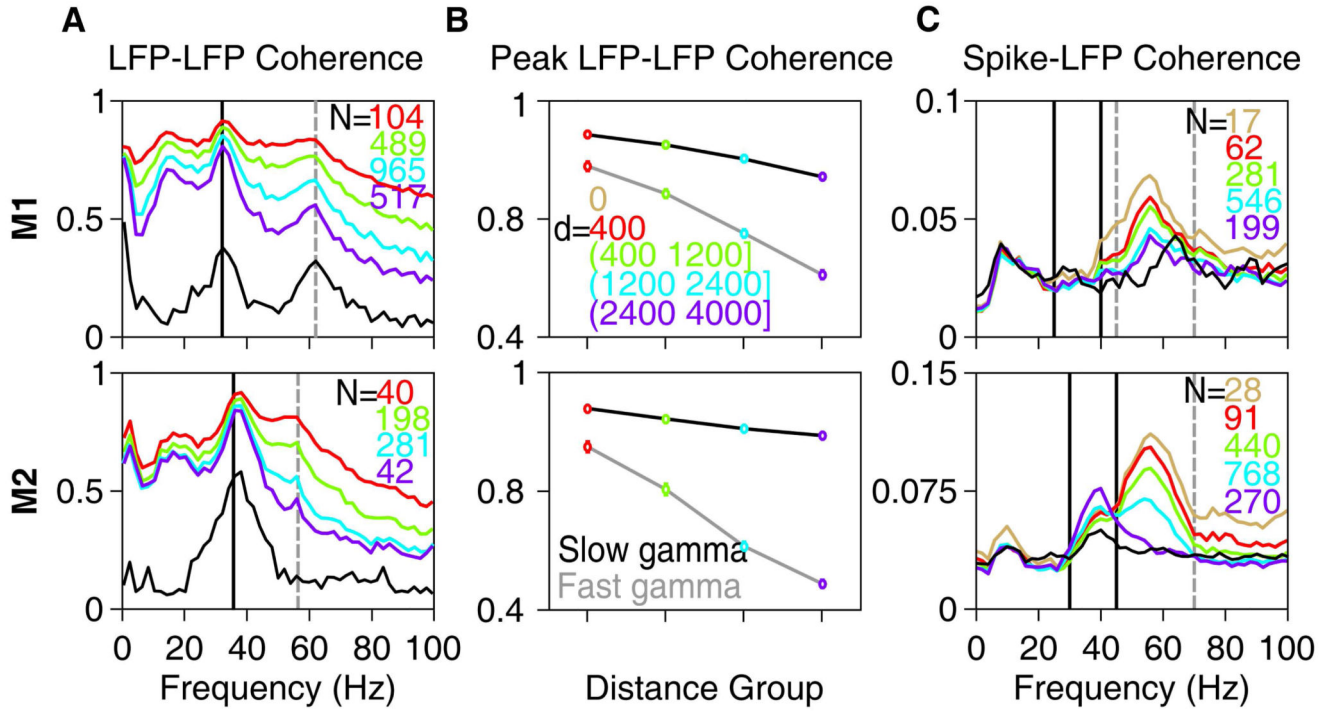 A
B
C
LFP-LFP Coherence
Peak LFP-LFP Coherence
Spike-LFP Coherence
M1
1
0.5
0
N=104
489
965
517
1
0.8
0.4
0
d=400
(400 1200]
(1200 2400]
(2400 4000]
0.1
0.05
0
N=17
62
281
546
199
M2
1
0.5
0
N=40
198
281
42
0 20 40 60 80 100
Frequency (Hz)
1
0.8
0.4
Slow gamma
Fast gamma
Distance Group
0.15
0.075
0
N=28
91
440
768
270
0 20 40 60 80 100
Frequency (Hz)